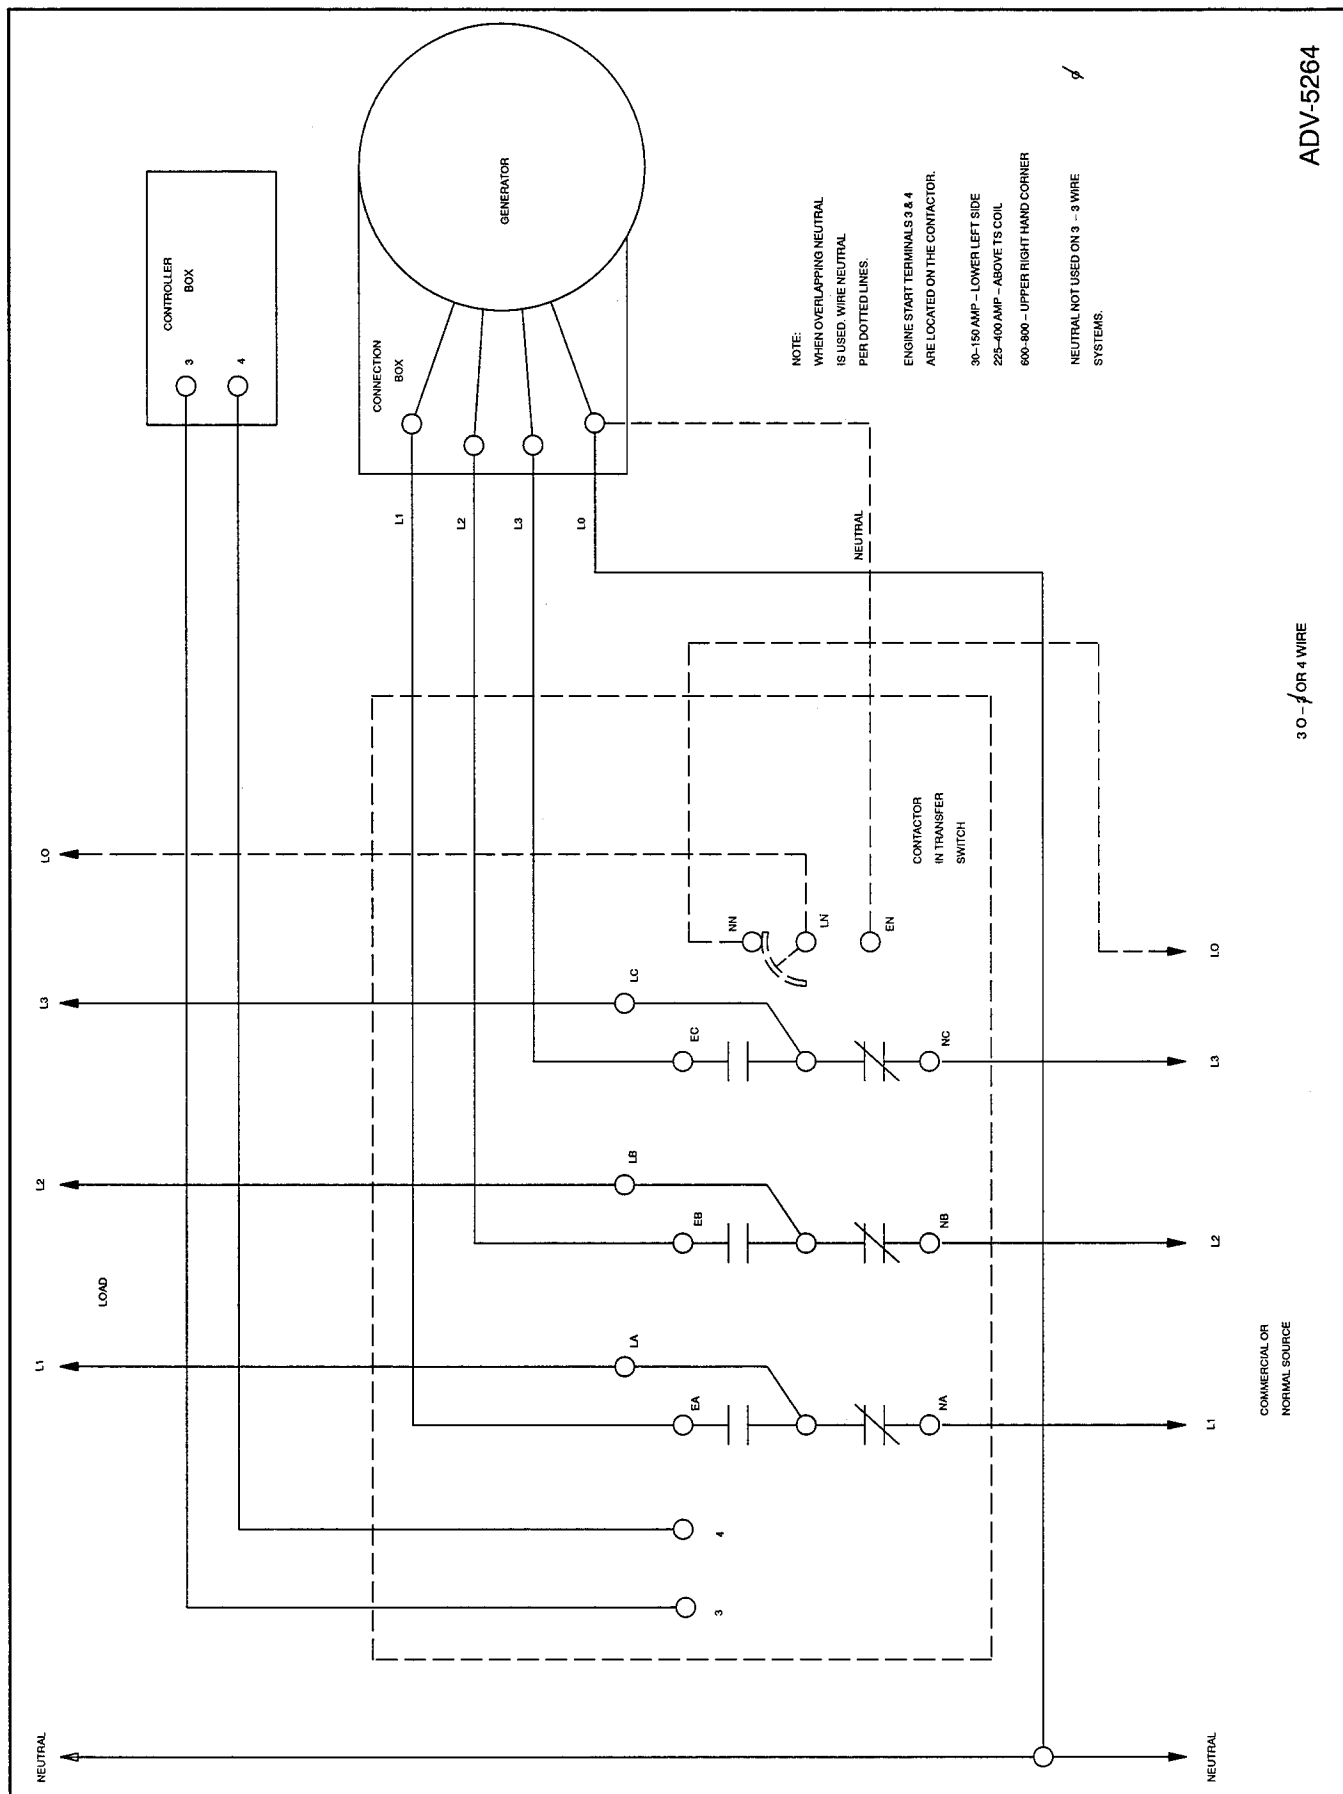 NEUTRAL
L1
L2
L3
LO
LOAD
CONTROLLER
BOX
3
4
GENERATOR
CONNECTION
BOX
L1
L2
L3
L0
NEUTRAL
3
4
EA
LA
NA
EB
LB
NB
EC
LC
NC
NN
LN
EN
CONTACTOR
IN TRANSFER
SWITCH
NEUTRAL
L1
L2
L3
LO
COMMERCIAL OR
NORMAL SOURCE
NOTE:
WHEN OVERLAPPING NEUTRAL
IS USED. WIRE NEUTRAL
PER DOTTED LINES.
ENGINE START TERMINALS 3 & 4
ARE LOCATED ON THE CONTACTOR.
30–150 AMP – LOWER LEFT SIDE
225–400 AMP – ABOVE TS COIL
600–800 – UPPER RIGHT HAND CORNER
NEUTRAL NOT USED ON 3 – 3 WIRE
SYSTEMS.
3 O – 3 OR 4 WIRE
ADV-5264